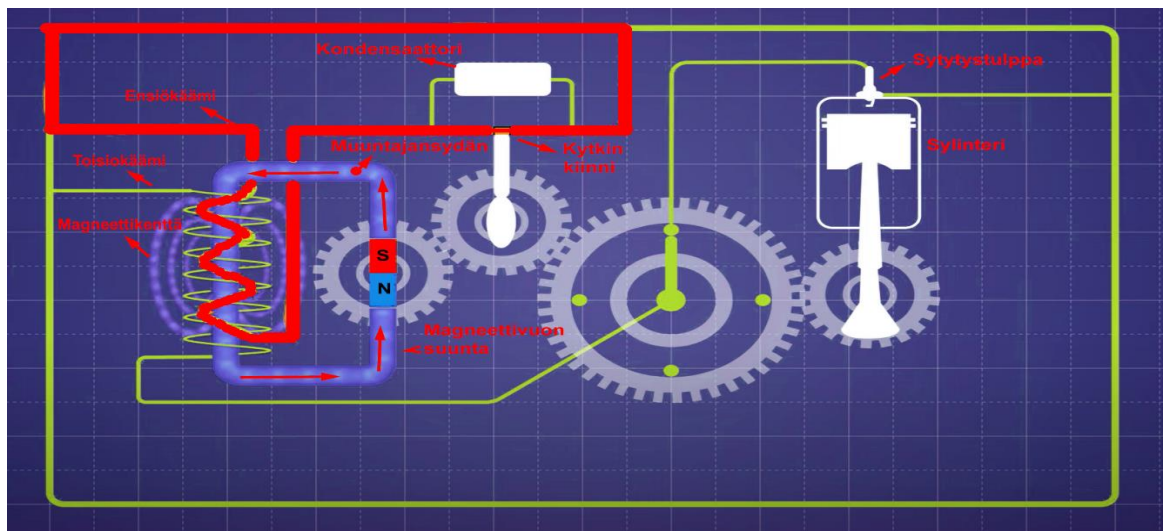 Kondensaattori
Sytytystulppa
Ensiökäämi
Muuntajansydän
Kytkin
kiinni
Sylinteri
Toisiokäämi
Magneettikenttä
S
N
Magneettivuon
suunta